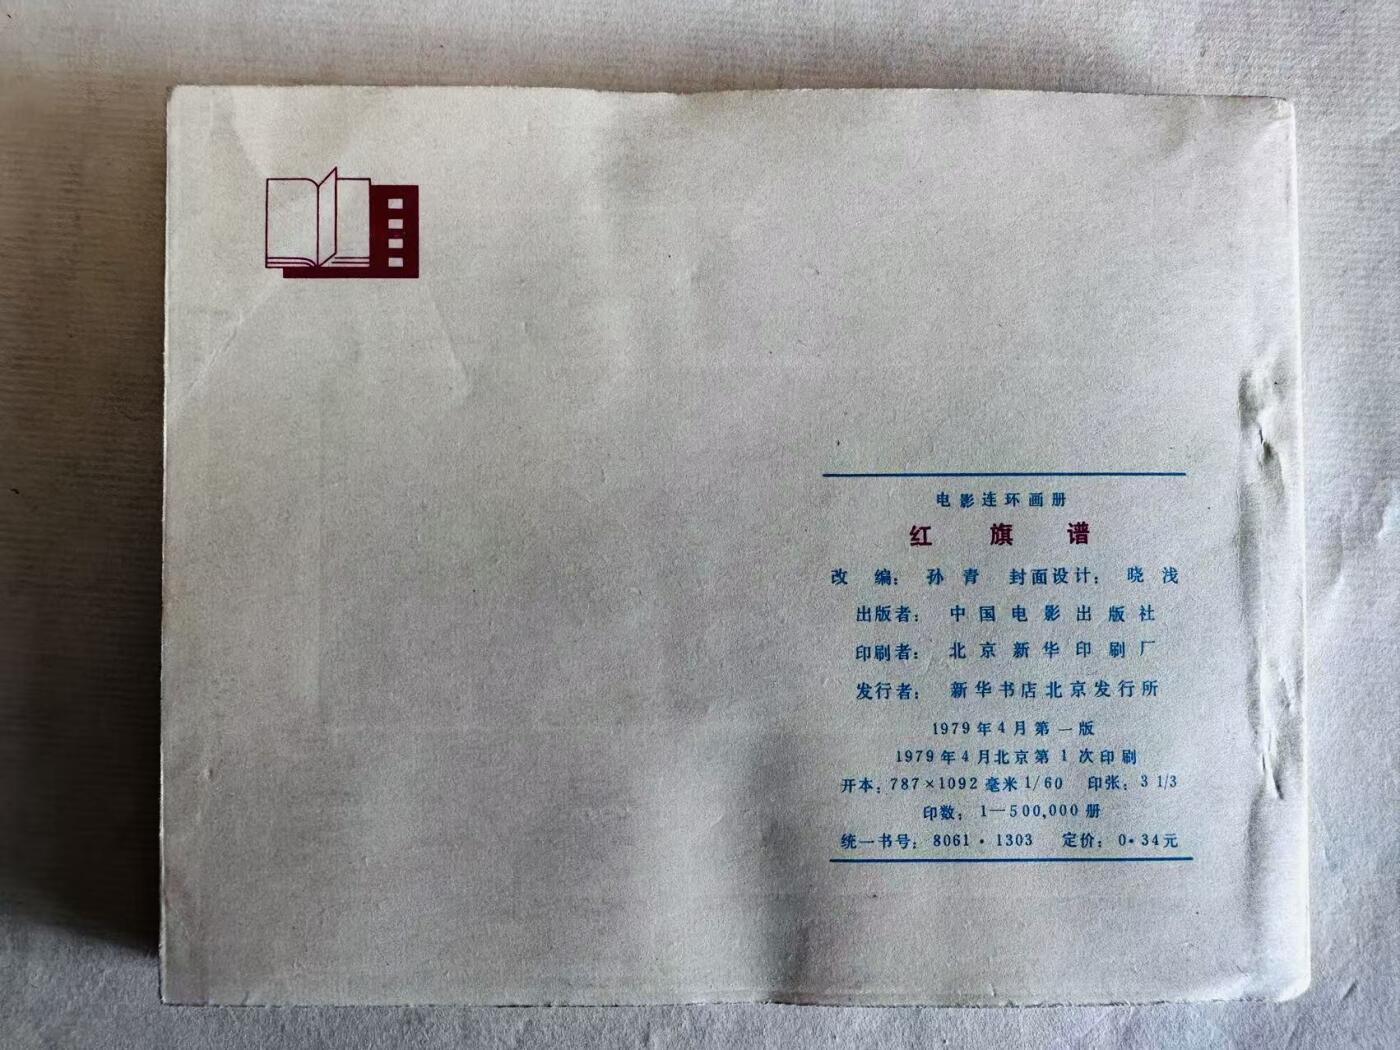 电影连环画册
红旗谱
改编：孙青 封面设计：晓浅
出版者：中国电影出版社
印刷者：北京新华印刷厂
发行者：新华书店北京发行所
1979年4月第一版
1979年4月北京第1次印刷
开本：787×1092毫米1/60 印张：3 1/3
印数：1—500,000册
统一书号：8061·1303 定价：0·34元